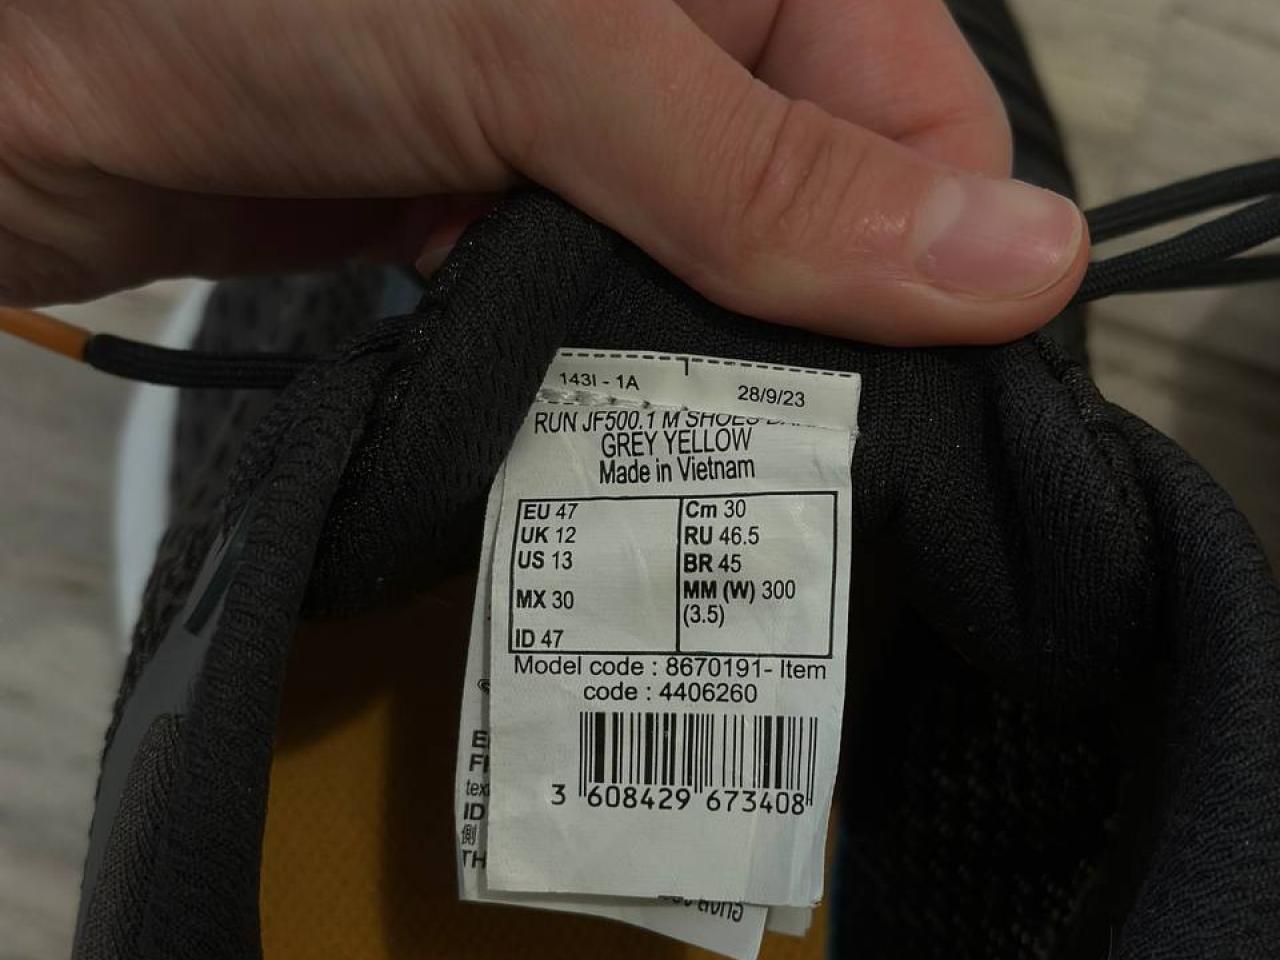 143I - 1A 28/9/23
RUN JF500.1 M SHOES
GREY YELLOW
Made in Vietnam
EU 47 Cm 30
UK 12 RU 46.5
US 13 BR 45
MX 30 MM (W) 300
(3.5)
ID 47
Model code : 8670191- Item
code : 4406260
3 608429 673408
ID